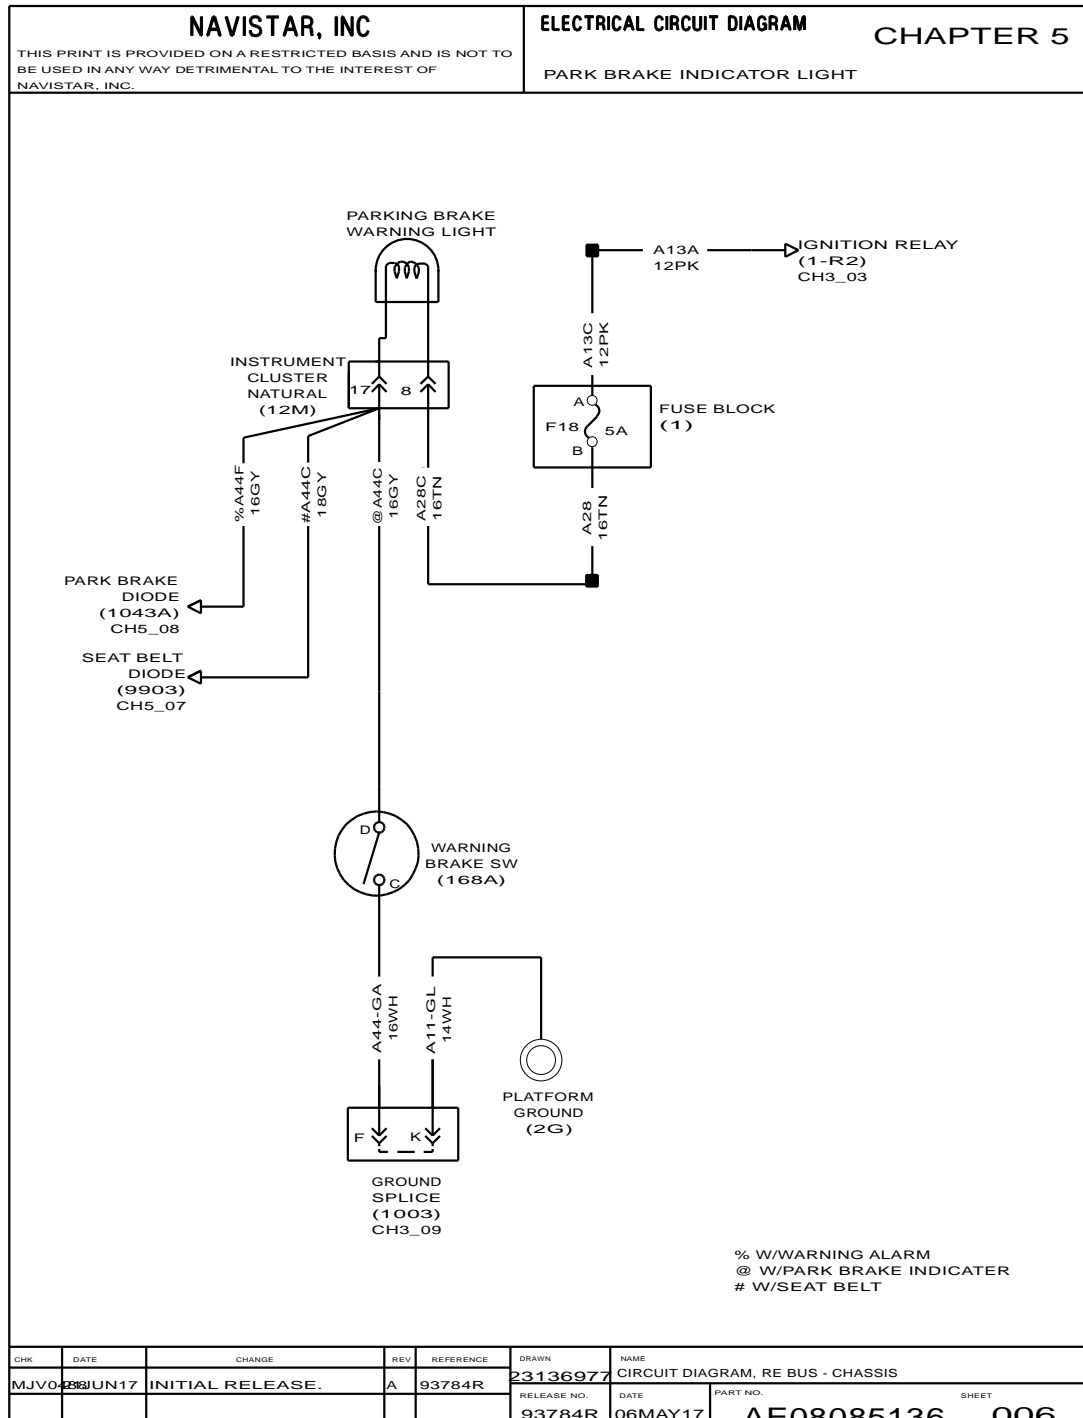 NAVISTAR, INC
THIS PRINT IS PROVIDED ON A RESTRICTED BASIS AND IS NOT TO
BE USED IN ANY WAY DETRIMENTAL TO THE INTEREST OF
NAVISTAR, INC.
ELECTRICAL CIRCUIT DIAGRAM
CHAPTER 5
PARK BRAKE INDICATOR LIGHT
PARKING BRAKE
WARNING LIGHT
A13A
12PK
IGNITION RELAY
(1-R2)
CH3_03
A13C
12PK
INSTRUMENT
CLUSTER
NATURAL
(12M)
17
8
A
F18
5A
B
FUSE BLOCK
(1)
%A44F
16GY
#A44C
18GY
@A44C
16GY
A28C
16TN
A28
16TN
PARK BRAKE
DIODE
(1043A)
CH5_08
SEAT BELT
DIODE
(9903)
CH5_07
D
C
WARNING
BRAKE SW
(168A)
A44-GA
16WH
A11-GL
14WH
PLATFORM
GROUND
(2G)
F
K
GROUND
SPLICE
(1003)
CH3_09
% W/WARNING ALARM
@ W/PARK BRAKE INDICATER
# W/SEAT BELT
CHK DATE CHANGE REV REFERENCE
INITIAL RELEASE. A 93784R
DRAWN
23136977
NAME
CIRCUIT DIAGRAM, RE BUS - CHASSIS
RELEASE NO.
93784R
DATE
06MAY17
PART NO.
AE08085136
SHEET
006